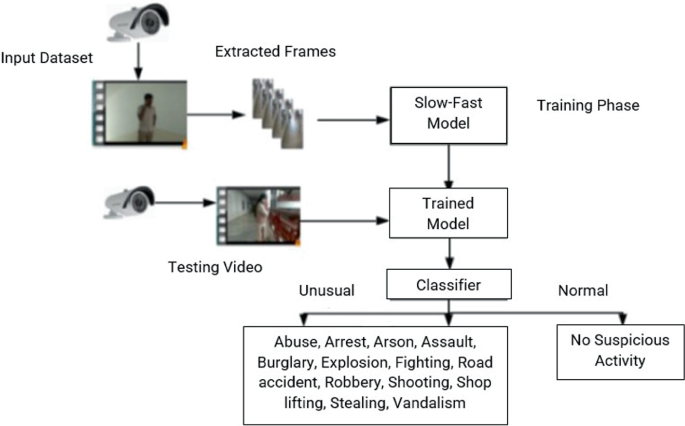 Input Dataset
Extracted Frames
Slow-Fast
Model
Training Phase
Trained
Model
Testing Video
Classifier
Unusual
Normal
Abuse, Arrest, Arson, Assault,
Burglary, Explosion, Fighting, Road
accident, Robbery, Shooting, Shop
lifting, Stealing, Vandalism
No Suspicious
Activity